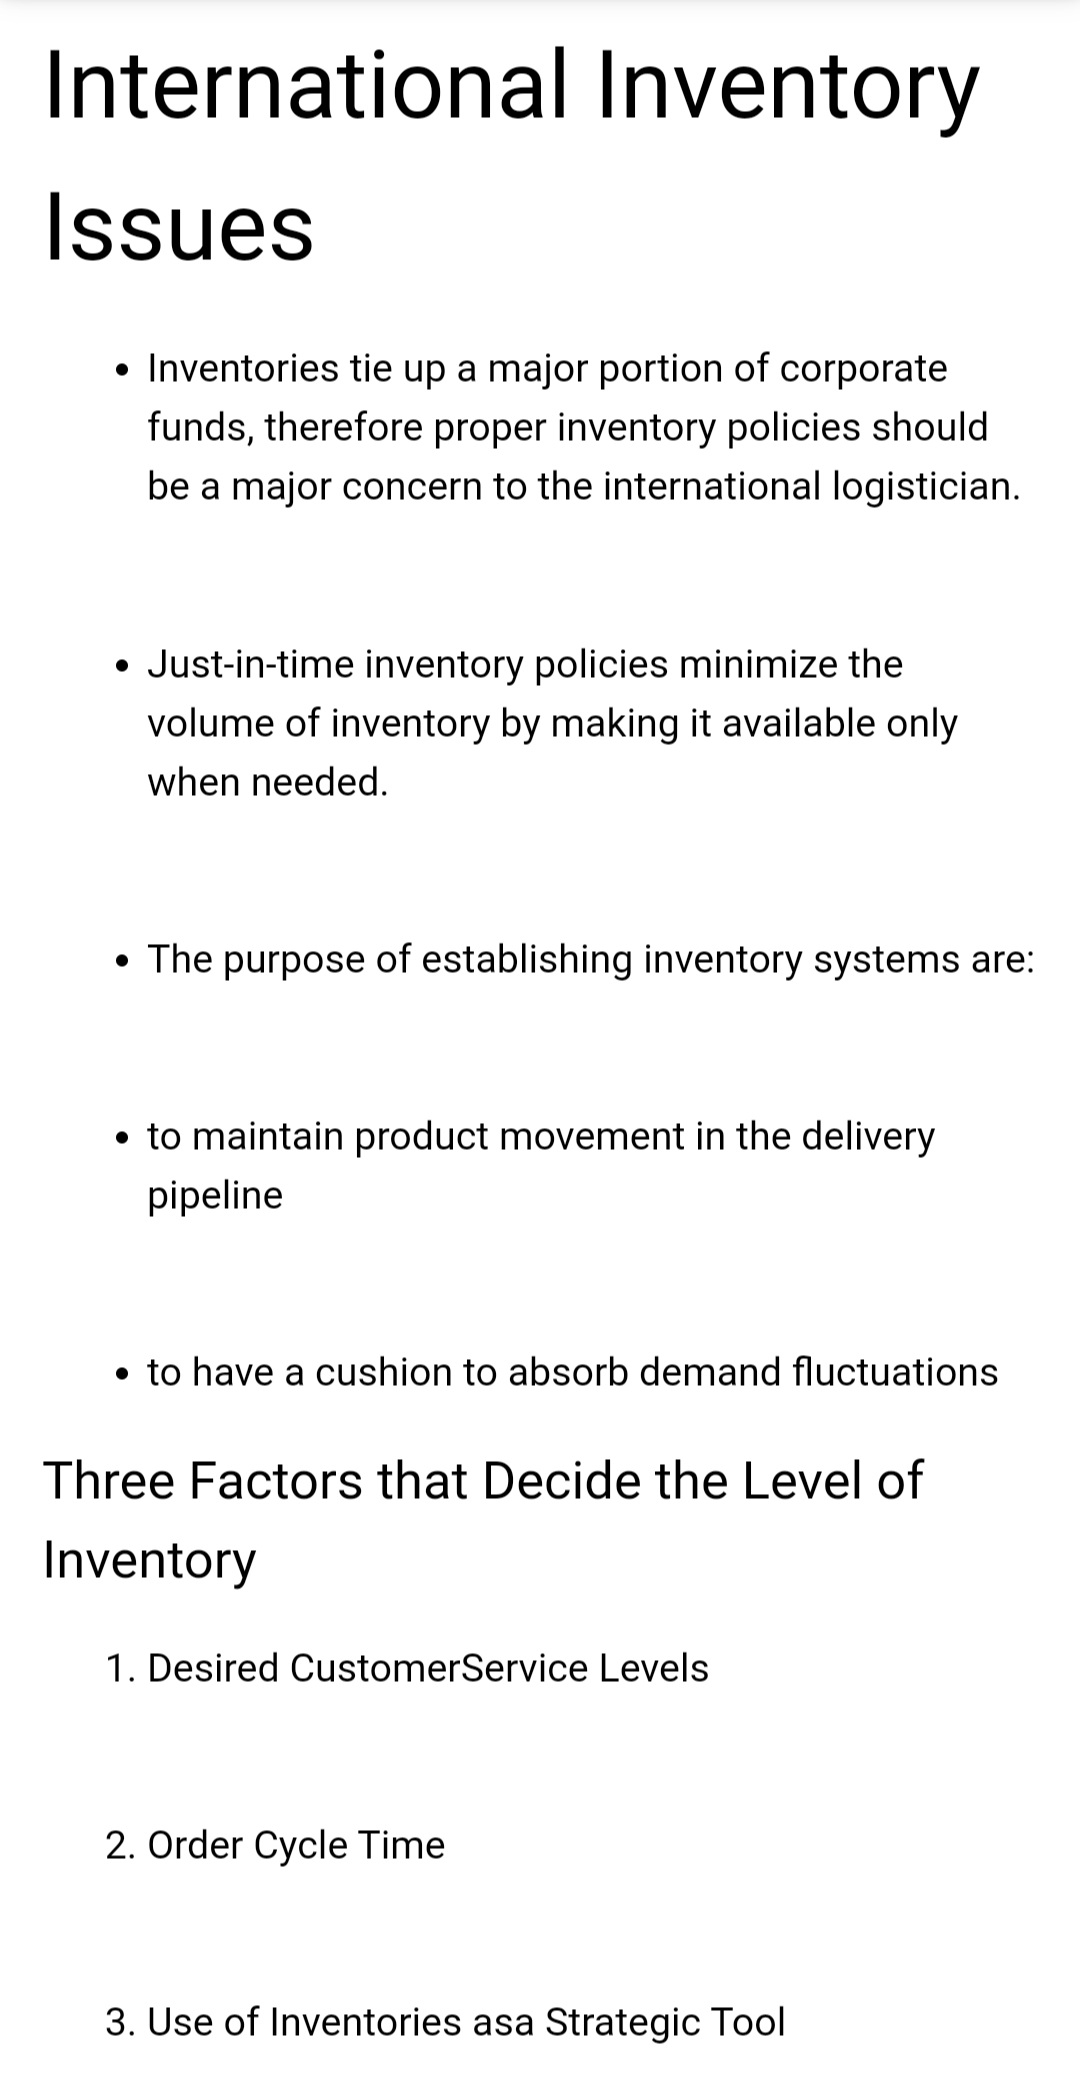 International Inventory
Issues
• Inventories tie up a major portion of corporate
funds, therefore proper inventory policies should
be a major concern to the international logistician.
• Just-in-time inventory policies minimize the
volume of inventory by making it available only
when needed.
• The purpose of establishing inventory systems are:
• to maintain product movement in the delivery
pipeline
• to have a cushion to absorb demand fluctuations
Three Factors that Decide the Level of
Inventory
1. Desired CustomerService Levels
2. Order Cycle Time
3. Use of Inventories asa Strategic Tool